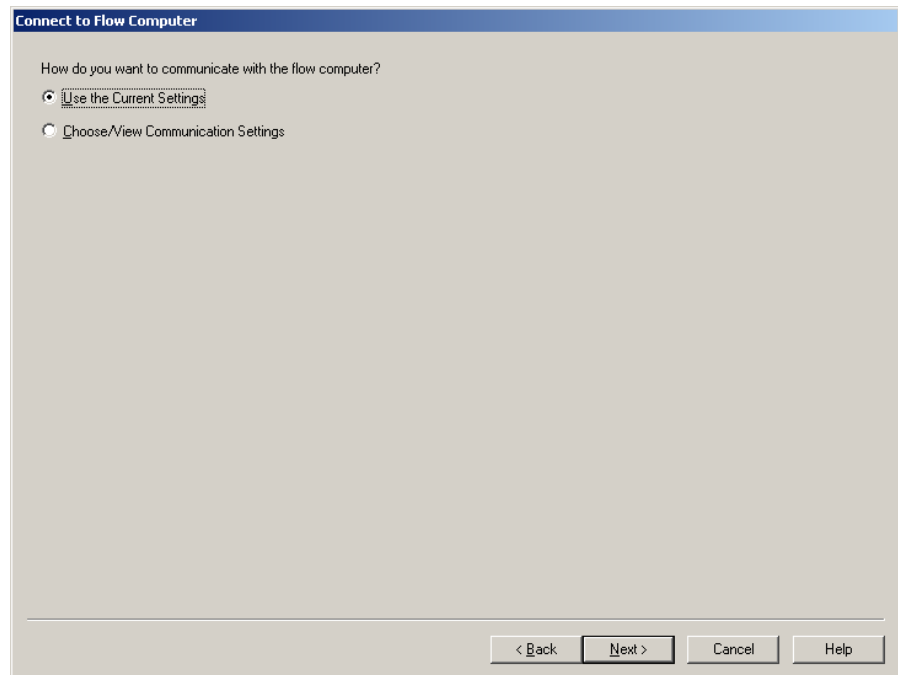 Connect to Flow Computer
How do you want to communicate with the flow computer?
Use the Current Settings
Choose/View Communication Settings
< Back Next > Cancel Help